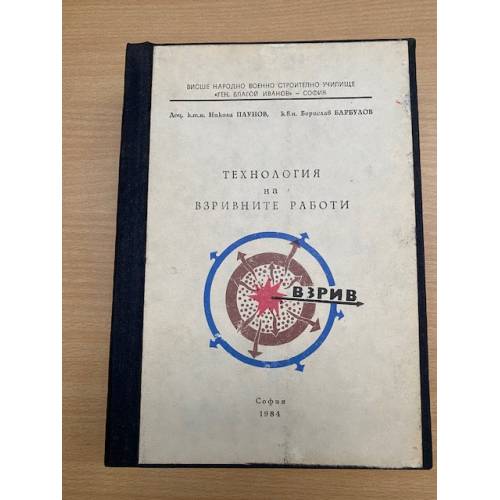 ВИСШЕ НАРОДНО ВОЕННО СТРОИТЕЛНО УЧИЛИЩЕ
«ГЕН. БЛАГОЙ ИВАНОВ» – СОФИЯ
Доц. к.т.н. Никола ПАУНОВ, к.в.н. Борислав БАРБУЛОВ
ТЕХНОЛОГИЯ
на
ВЗРИВНИТЕ РАБОТИ
ВЗРИВ
София
1984